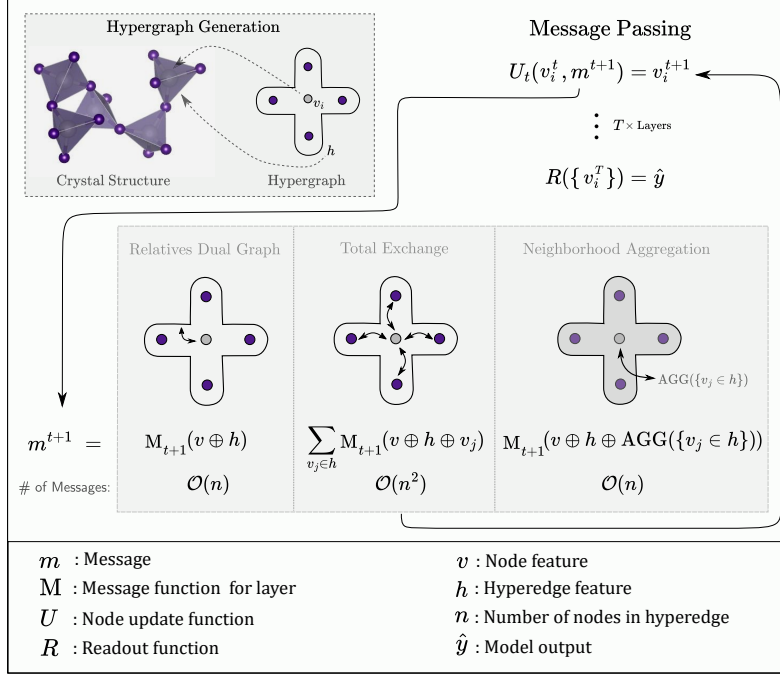 Hypergraph Generation
v_i
h
Crystal Structure
Hypergraph
Message Passing
U_t(v_i^t, m^{t+1}) = v_i^{t+1}
⋮ T × Layers
R({v_i^T}) = ŷ
Relatives Dual Graph
Total Exchange
Neighborhood Aggregation
AGG({v_j ∈ h})
m^{t+1} =
M_{t+1}(v ⊕ h)
∑_{v_j∈h} M_{t+1}(v ⊕ h ⊕ v_j)
M_{t+1}(v ⊕ h ⊕ AGG({v_j ∈ h}))
# of Messages:
𝒪(n)
𝒪(n²)
𝒪(n)
m : Message
M : Message function for layer
U : Node update function
R : Readout function
v : Node feature
h : Hyperedge feature
n : Number of nodes in hyperedge
ŷ : Model output